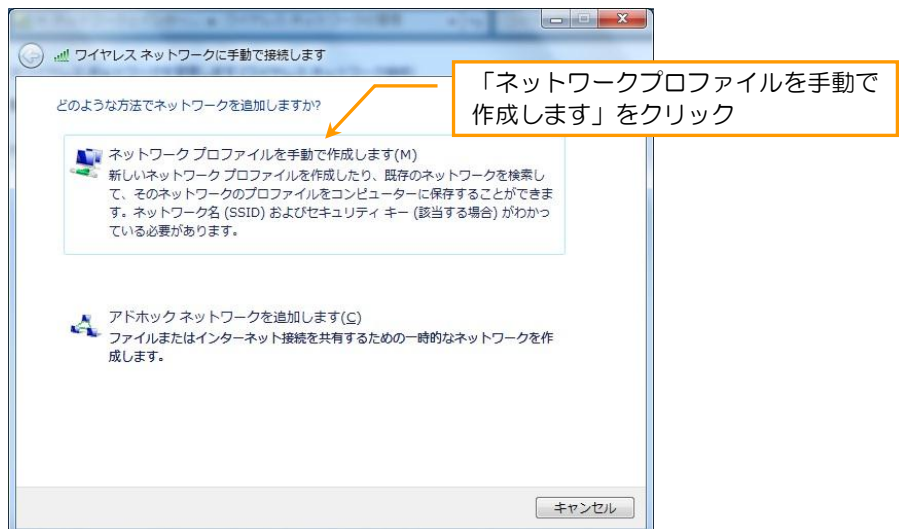 ワイヤレス ネットワークに手動で接続します
「ネットワークプロファイルを手動で
作成します」をクリック
どのような方法でネットワークを追加しますか?
ネットワーク プロファイルを手動で作成します(M)
新しいネットワーク プロファイルを作成したり、既存のネットワークを検索し
て、そのネットワークのプロファイルをコンピューターに保存することができま
す。ネットワーク名 (SSID) およびセキュリティ キー (該当する場合) がわかっ
ている必要があります。
アドホック ネットワークを追加します(C)
ファイルまたはインターネット接続を共有するための一時的なネットワークを作
成します。
キャンセル